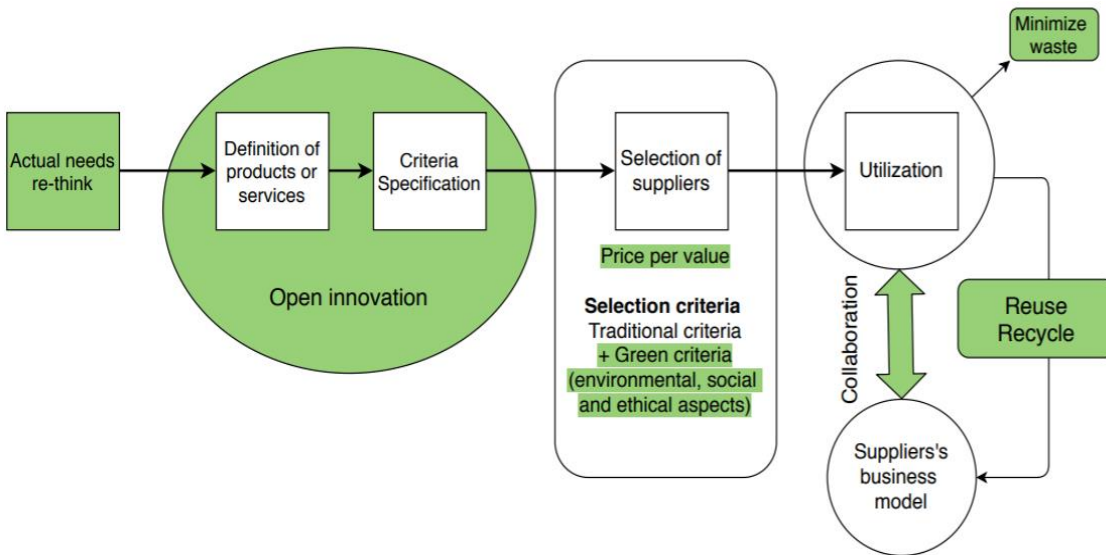 Minimize
waste
Actual needs
re-think
Definition of
products or
services
Criteria
Specification
Open innovation
Selection of
suppliers
Price per value
Selection criteria
Traditional criteria
+ Green criteria
(environmental, social
and ethical aspects)
Utilization
Collaboration
Reuse
Recycle
Suppliers's
business
model